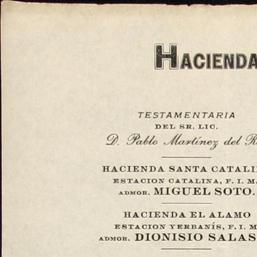 HACIENDA
TESTAMENTARIA
DEL SR. LIC.
D. Pablo Martínez del R
HACIENDA SANTA CATALI
ESTACION CATALINA, F. I. M.
ADMOR. MIGUEL SOTO.
HACIENDA EL ALAMO
ESTACION YERBANÍS, F. I. M
ADMOR. DIONISIO SALAS